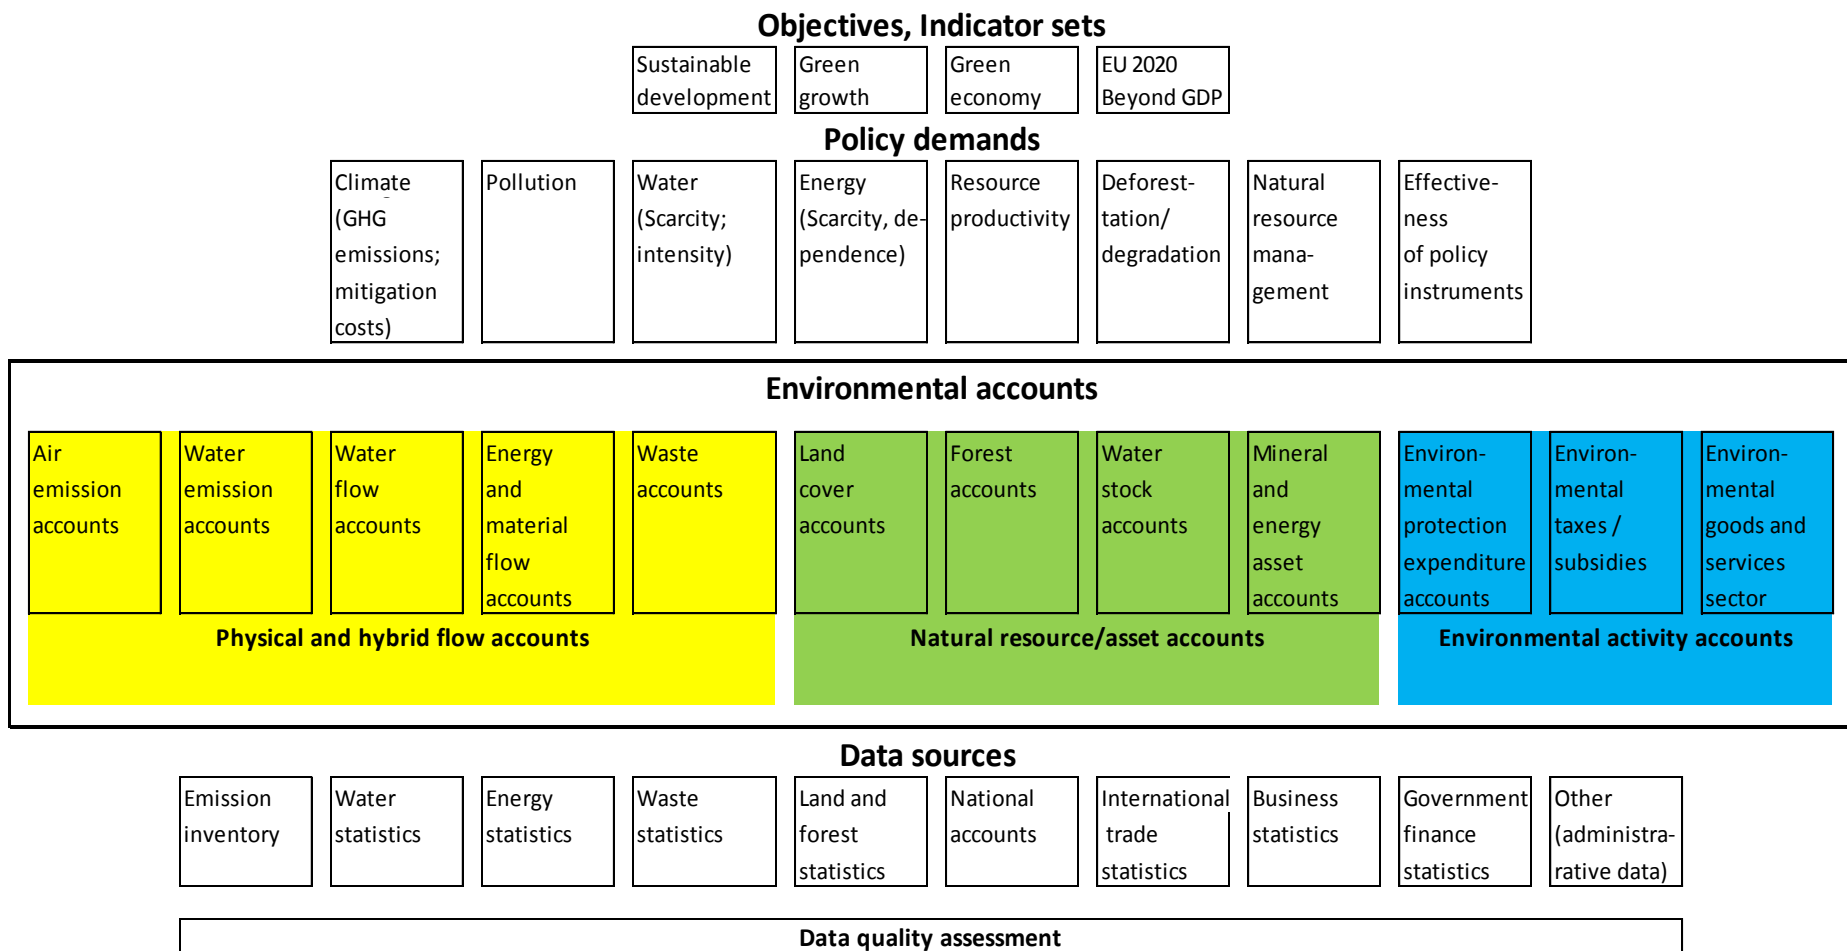 Objectives, Indicator sets
Sustainable
development
Green
growth
Green
economy
EU 2020
Beyond GDP
Policy demands
Climate
(GHG
emissions;
mitigation
costs)
Pollution
Water
(Scarcity;
intensity)
Energy
(Scarcity, de-
pendence)
Resource
productivity
Deforest-
tation/
degradation
Natural
resource
mana-
gement
Effective-
ness
of policy
instruments
Environmental accounts
Air
emission
accounts
Water
emission
accounts
Water
flow
accounts
Energy
and
material
flow
accounts
Waste
accounts
Physical and hybrid flow accounts
Land
cover
accounts
Forest
accounts
Water
stock
accounts
Mineral
and
energy
asset
accounts
Natural resource/asset accounts
Environ-
mental
protection
expenditure
accounts
Environ-
mental
taxes /
subsidies
Environ-
mental
goods and
services
sector
Environmental activity accounts
Data sources
Emission
inventory
Water
statistics
Energy
statistics
Waste
statistics
Land and
forest
statistics
National
accounts
International
trade
statistics
Business
statistics
Government
finance
statistics
Other
(administra-
rative data)
Data quality assessment